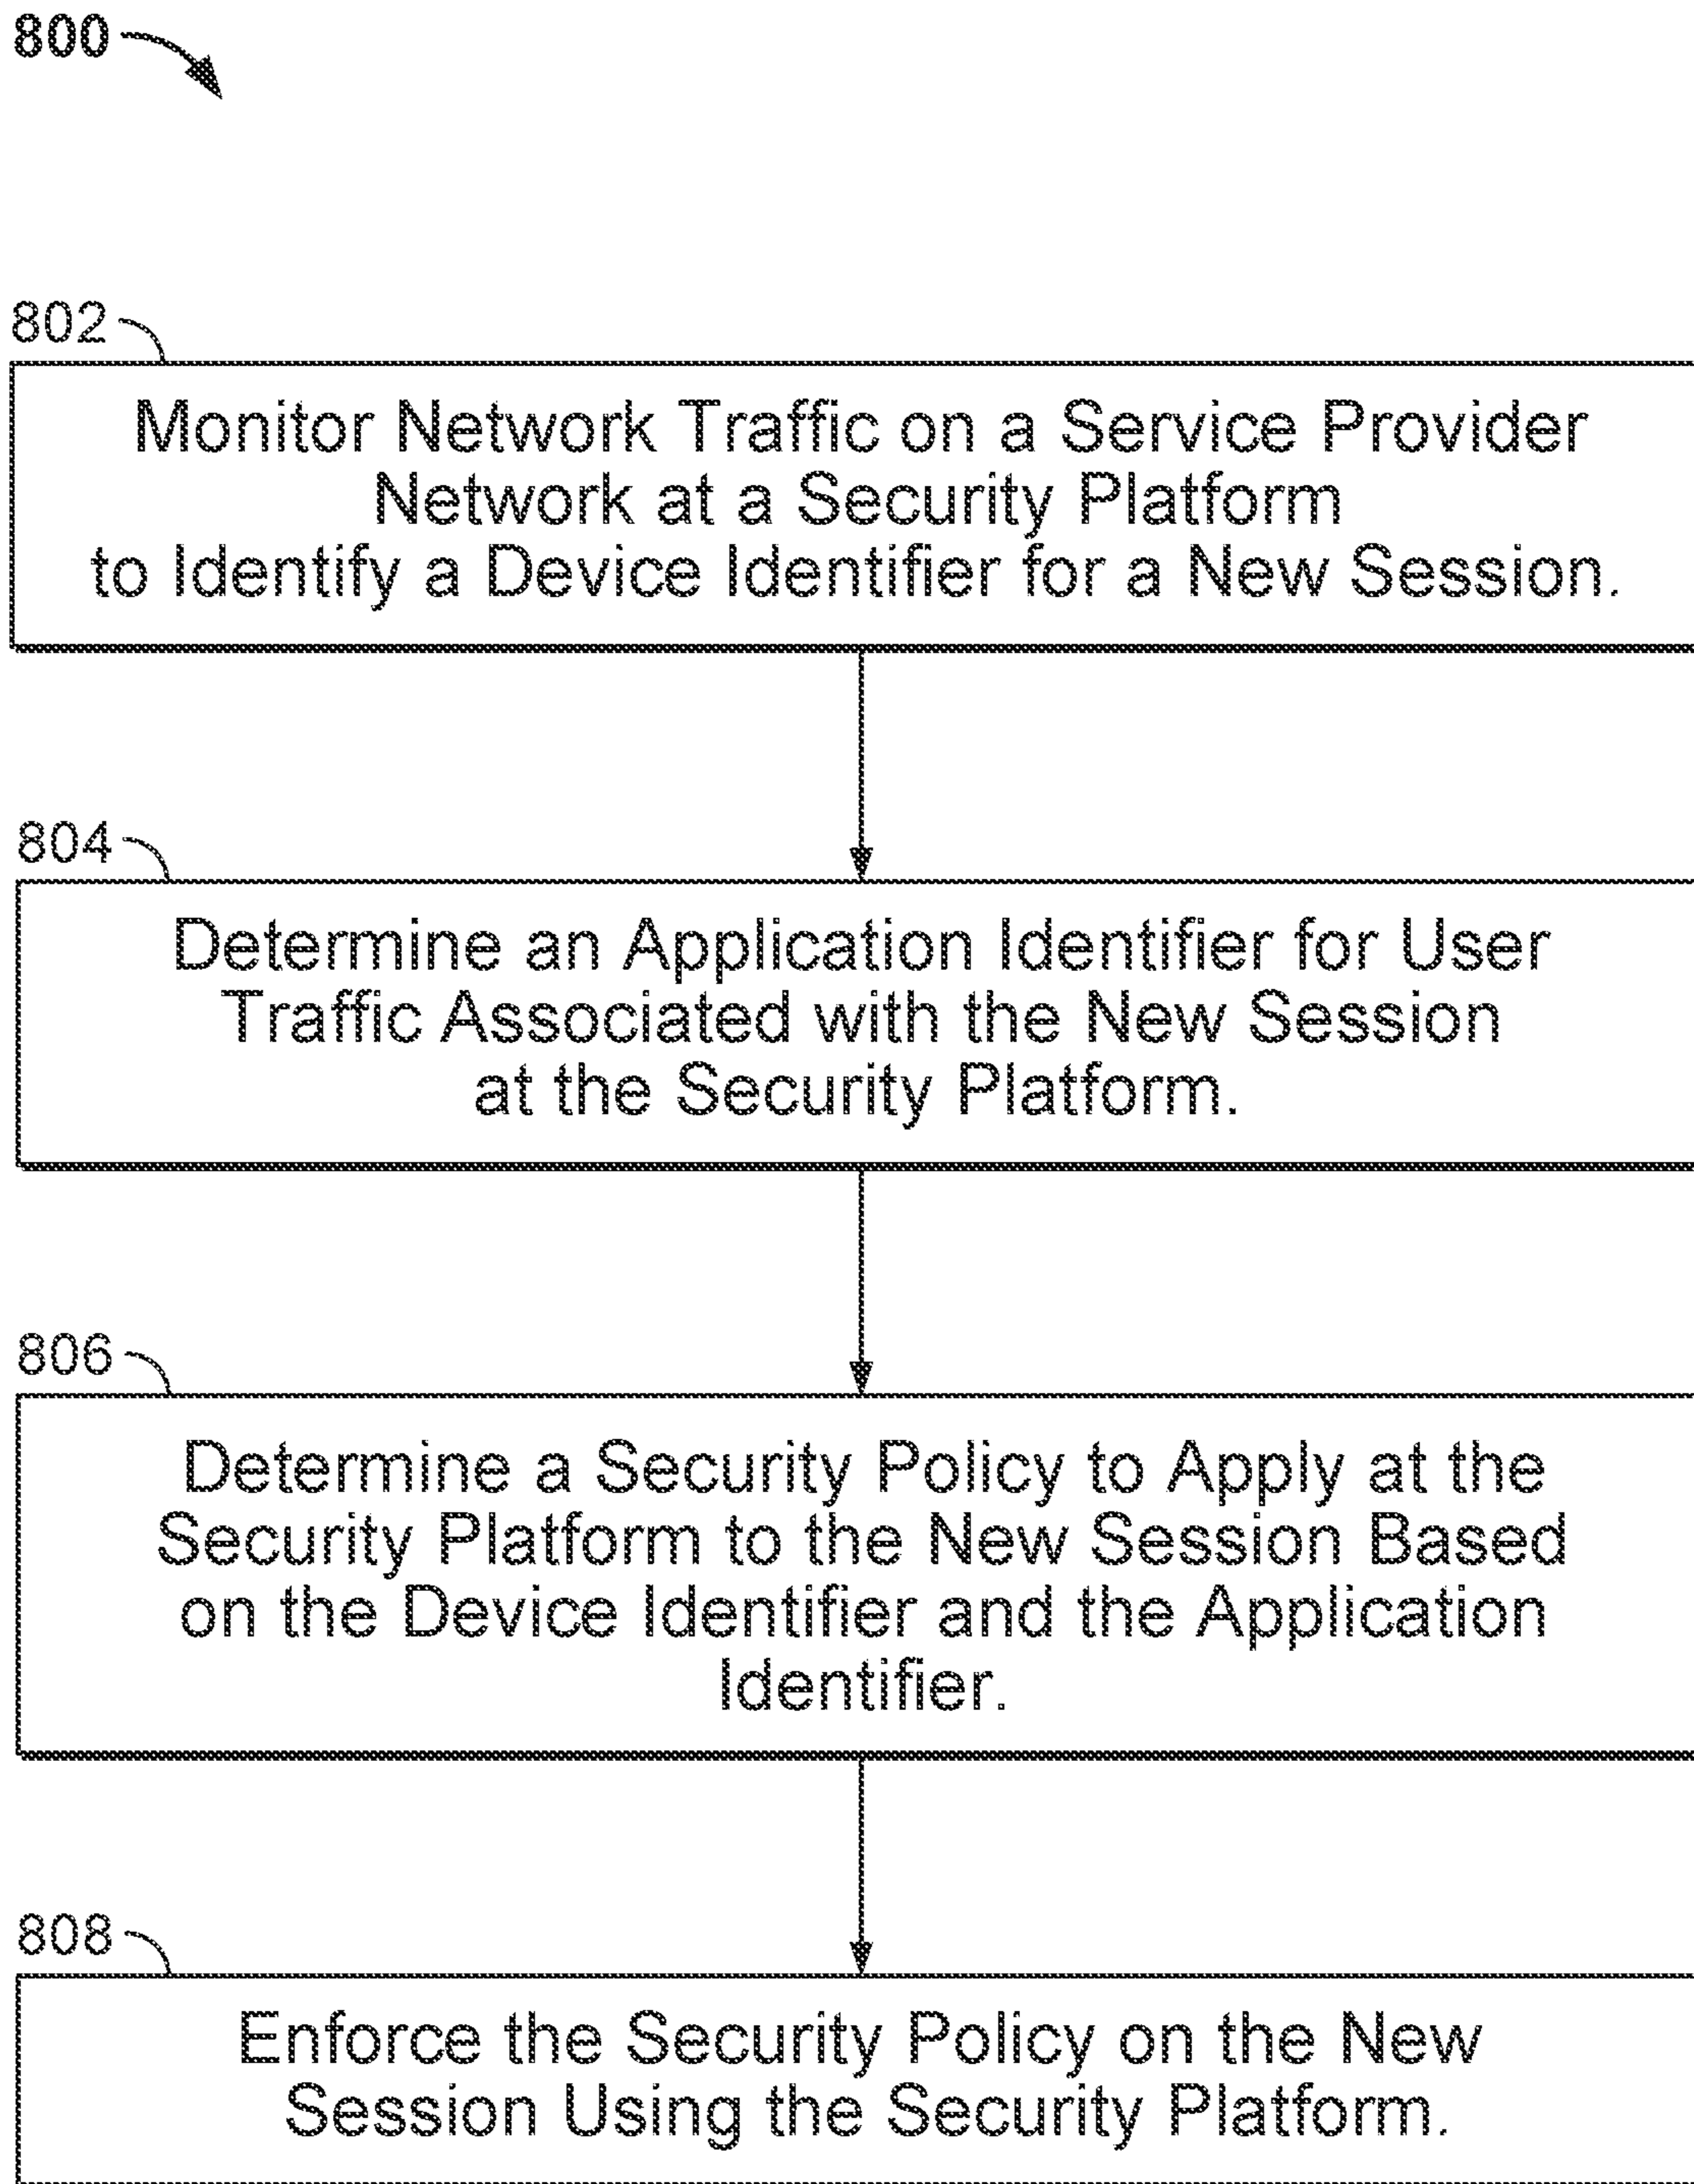 800
802
Monitor Network Traffic on a Service Provider
Network at a Security Platform
to Identify a Device Identifier for a New Session.
804
Determine an Application Identifier for User
Traffic Associated with the New Session
at the Security Platform.
806
Determine a Security Policy to Apply at the
Security Platform to the New Session Based
on the Device Identifier and the Application
Identifier.
808
Enforce the Security Policy on the New
Session Using the Security Platform.